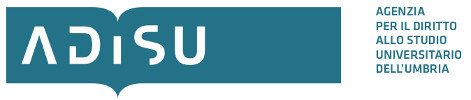 ADiSU
AGENZIA
PER IL DIRITTO
ALLO STUDIO
UNIVERSITARIO
DELL'UMBRIA